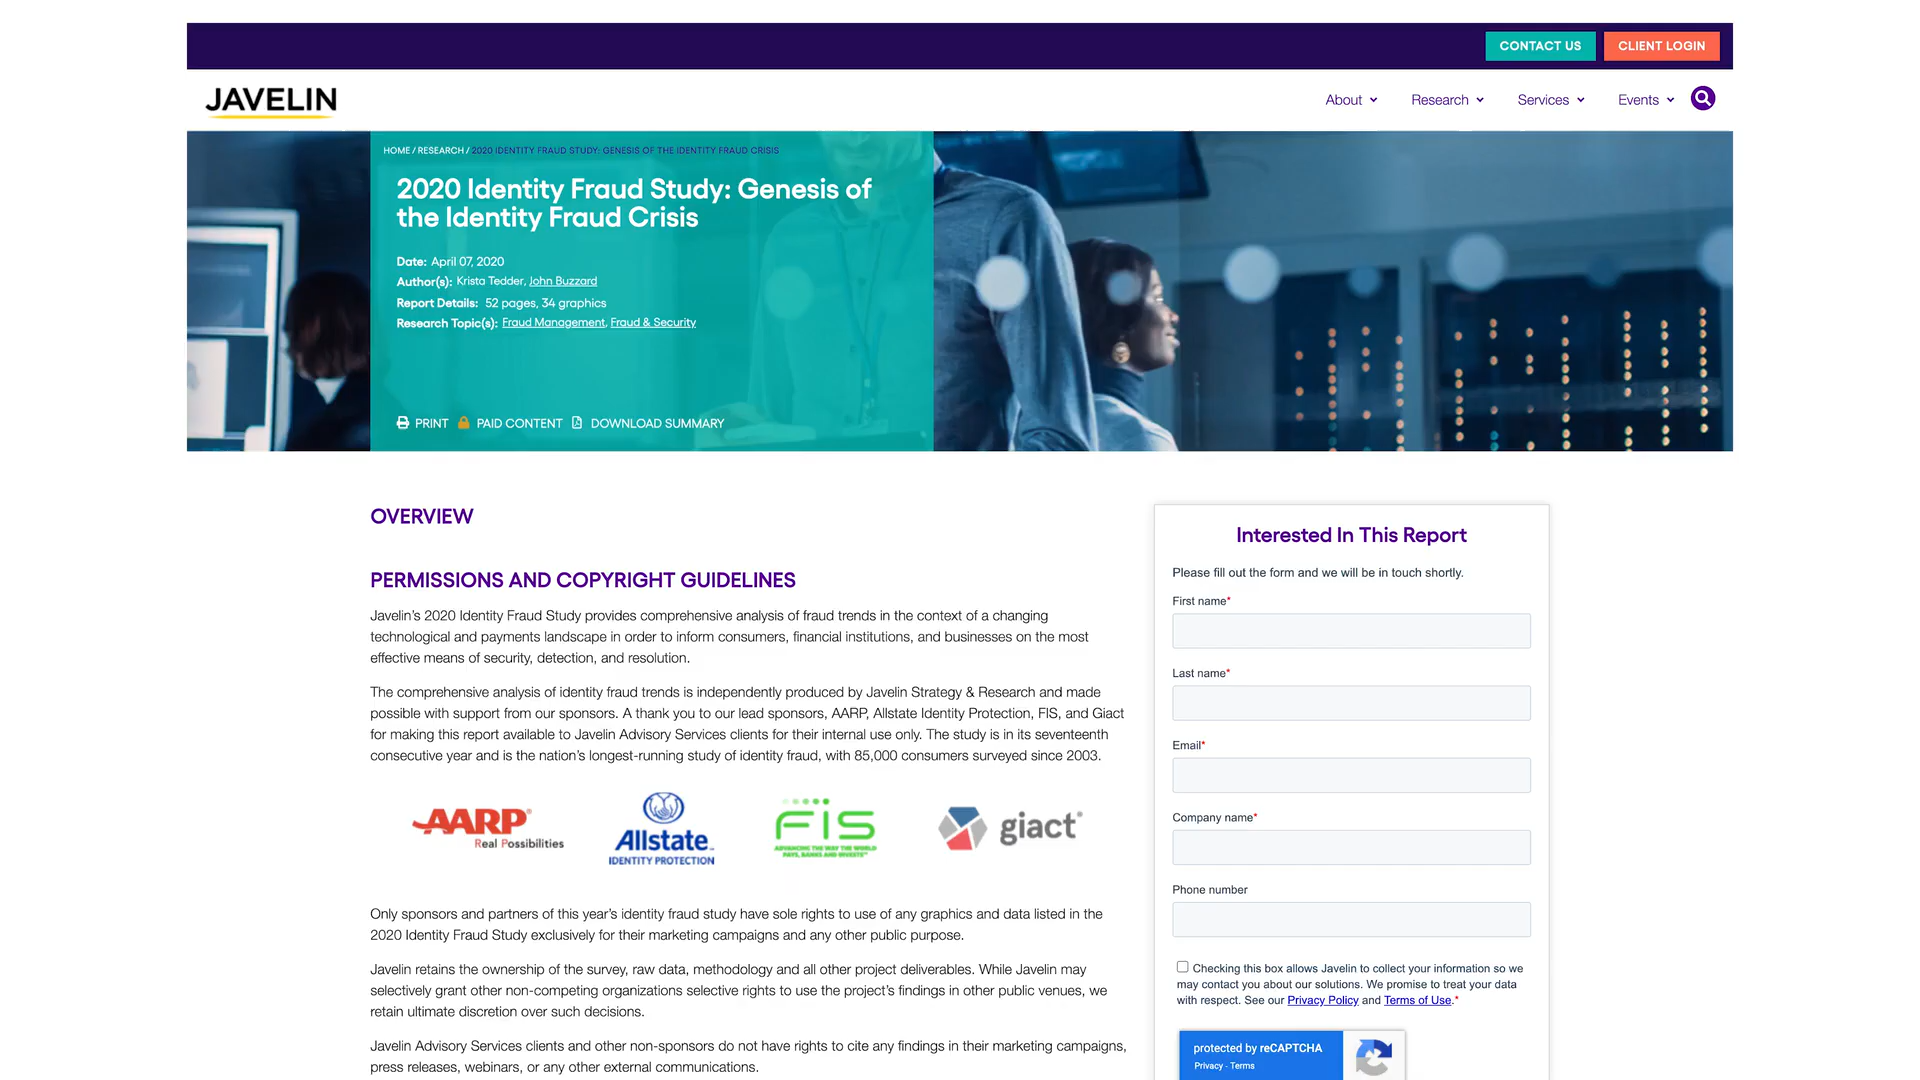 CONTACT US
CLIENT LOGIN
JAVELIN
About
Research
Services
Events
HOME / RESEARCH / 2020 IDENTITY FRAUD STUDY: GENESIS OF THE IDENTITY FRAUD CRISIS
2020 Identity Fraud Study: Genesis of
the Identity Fraud Crisis
Date: April 07, 2020
Author(s): Krista Tedder, John Buzzard
Report Details: 52 pages, 34 graphics
Research Topic(s): Fraud Management, Fraud & Security
PRINT PAID CONTENT DOWNLOAD SUMMARY
OVERVIEW
PERMISSIONS AND COPYRIGHT GUIDELINES
Javelin's 2020 Identity Fraud Study provides comprehensive analysis of fraud trends in the context of a changing
technological and payments landscape in order to inform consumers, financial institutions, and businesses on the most
effective means of security, detection, and resolution.
The comprehensive analysis of identity fraud trends is independently produced by Javelin Strategy & Research and made
possible with support from our sponsors. A thank you to our lead sponsors, AARP, Allstate Identity Protection, FIS, and Giact
for making this report available to Javelin Advisory Services clients for their internal use only. The study is in its seventeenth
consecutive year and is the nation's longest-running study of identity fraud, with 85,000 consumers surveyed since 2003.
AARP®
Real Possibilities
Allstate™
IDENTITY PROTECTION
FIS
ADVANCING THE WAY THE WORLD
PAYS, BANKS AND INVESTS™
giact®
Only sponsors and partners of this year's identity fraud study have sole rights to use of any graphics and data listed in the
2020 Identity Fraud Study exclusively for their marketing campaigns and any other public purpose.
Javelin retains the ownership of the survey, raw data, methodology and all other project deliverables. While Javelin may
selectively grant other non-competing organizations selective rights to use the project's findings in other public venues, we
retain ultimate discretion over such decisions.
Javelin Advisory Services clients and other non-sponsors do not have rights to cite any findings in their marketing campaigns,
press releases, webinars, or any other external communications.
Interested In This Report
Please fill out the form and we will be in touch shortly.
First name*
Last name*
Email*
Company name*
Phone number
Checking this box allows Javelin to collect your information so we
may contact you about our solutions. We promise to treat your data
with respect. See our Privacy Policy and Terms of Use.*
protected by reCAPTCHA
Privacy - Terms